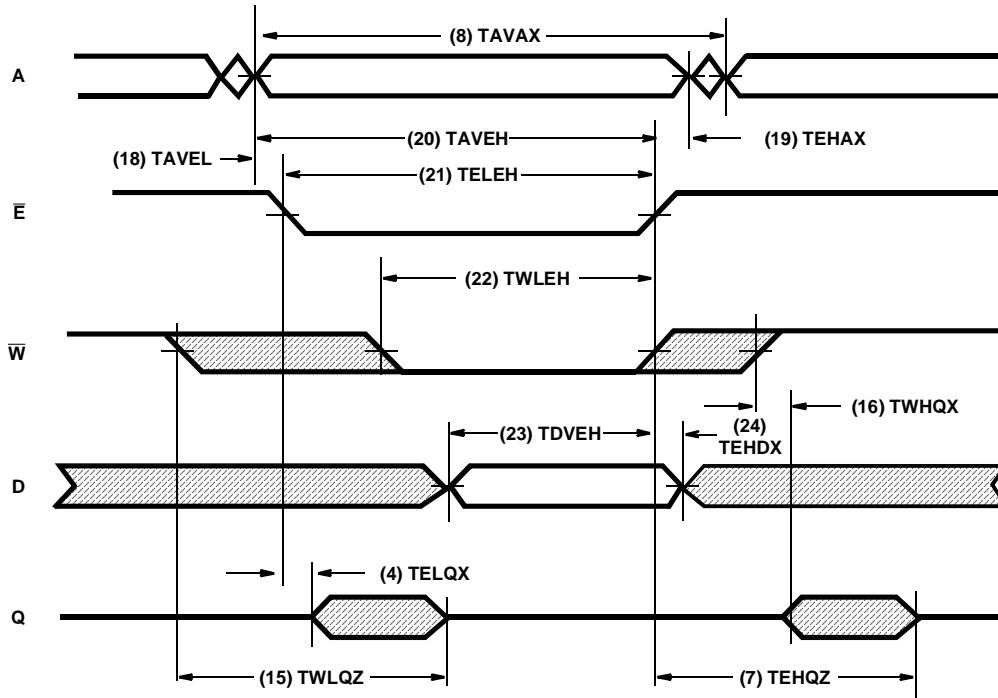 (8) TAVAX
A
(20) TAVEH
(19) TEHAX
(18) TAVEL
(21) TELEH
E̅
(22) TWLEH
W̅
(16) TWHQX
(23) TDVEH
(24)
TEHDX
D
(4) TELQX
Q
(15) TWLQZ
(7) TEHQZ